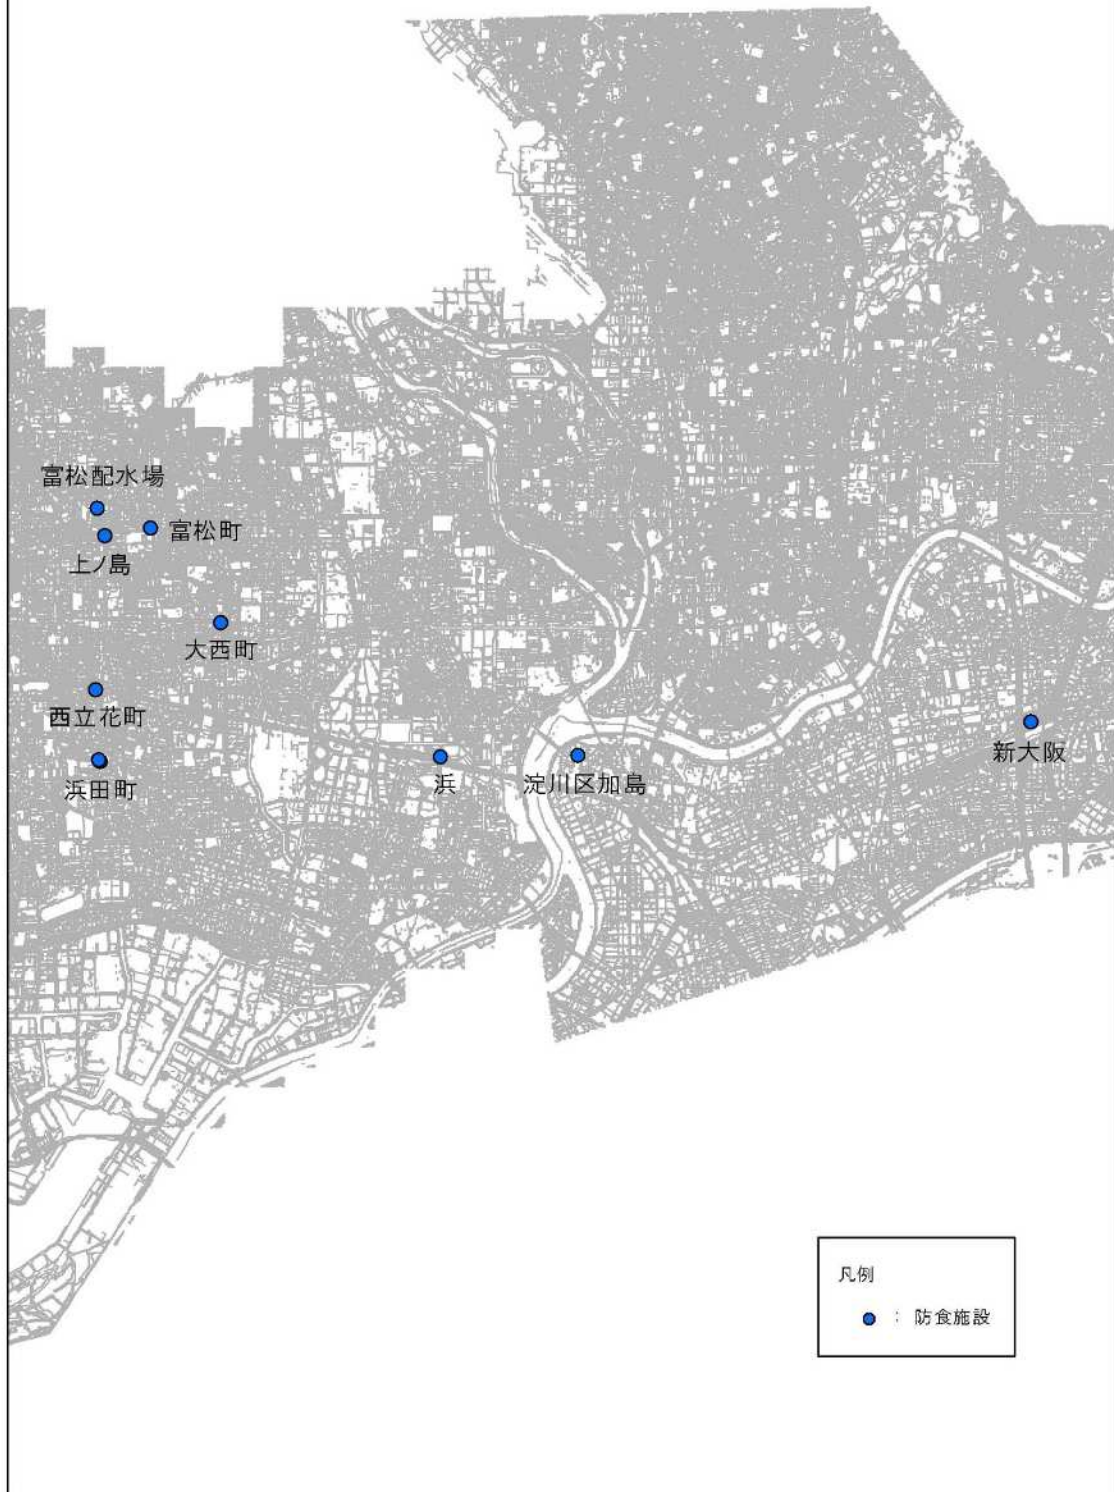 富松配水場
富松町
上ノ島
大西町
西立花町
浜田町
浜
淀川区加島
新大阪
凡例
： 防食施設